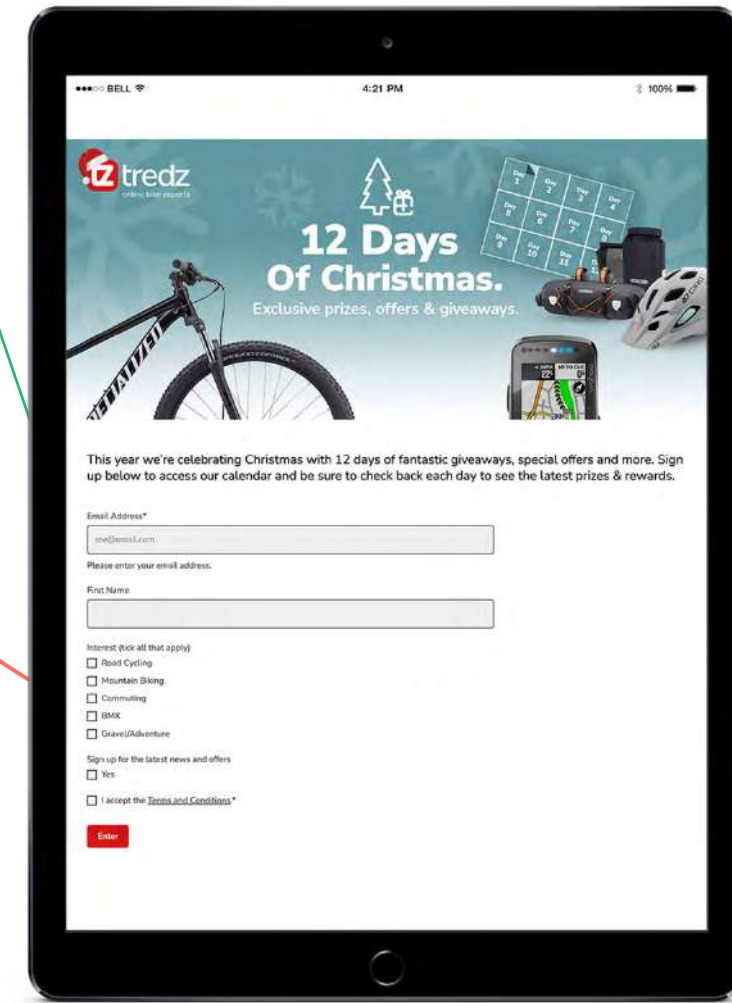 BELL
4:21 PM
100%
tredz
online bike experts
12 Days
Of Christmas.
Exclusive prizes, offers & giveaways.
Day 1
Day 2
Day 3
Day 4
Day 5
Day 6
Day 7
Day 8
Day 9
Day 10
Day 11
SPECIALIZED
This year we're celebrating Christmas with 12 days of fantastic giveaways, special offers and more. Sign
up below to access our calendar and be sure to check back each day to see the latest prizes & rewards.
Email Address*
me@email.com
Please enter your email address.
First Name
Interest (tick all that apply)
Road Cycling
Mountain Biking
Commuting
BMX
Gravel/Adventure
Sign up for the latest news and offers
Yes
I accept the Terms and Conditions *
Enter